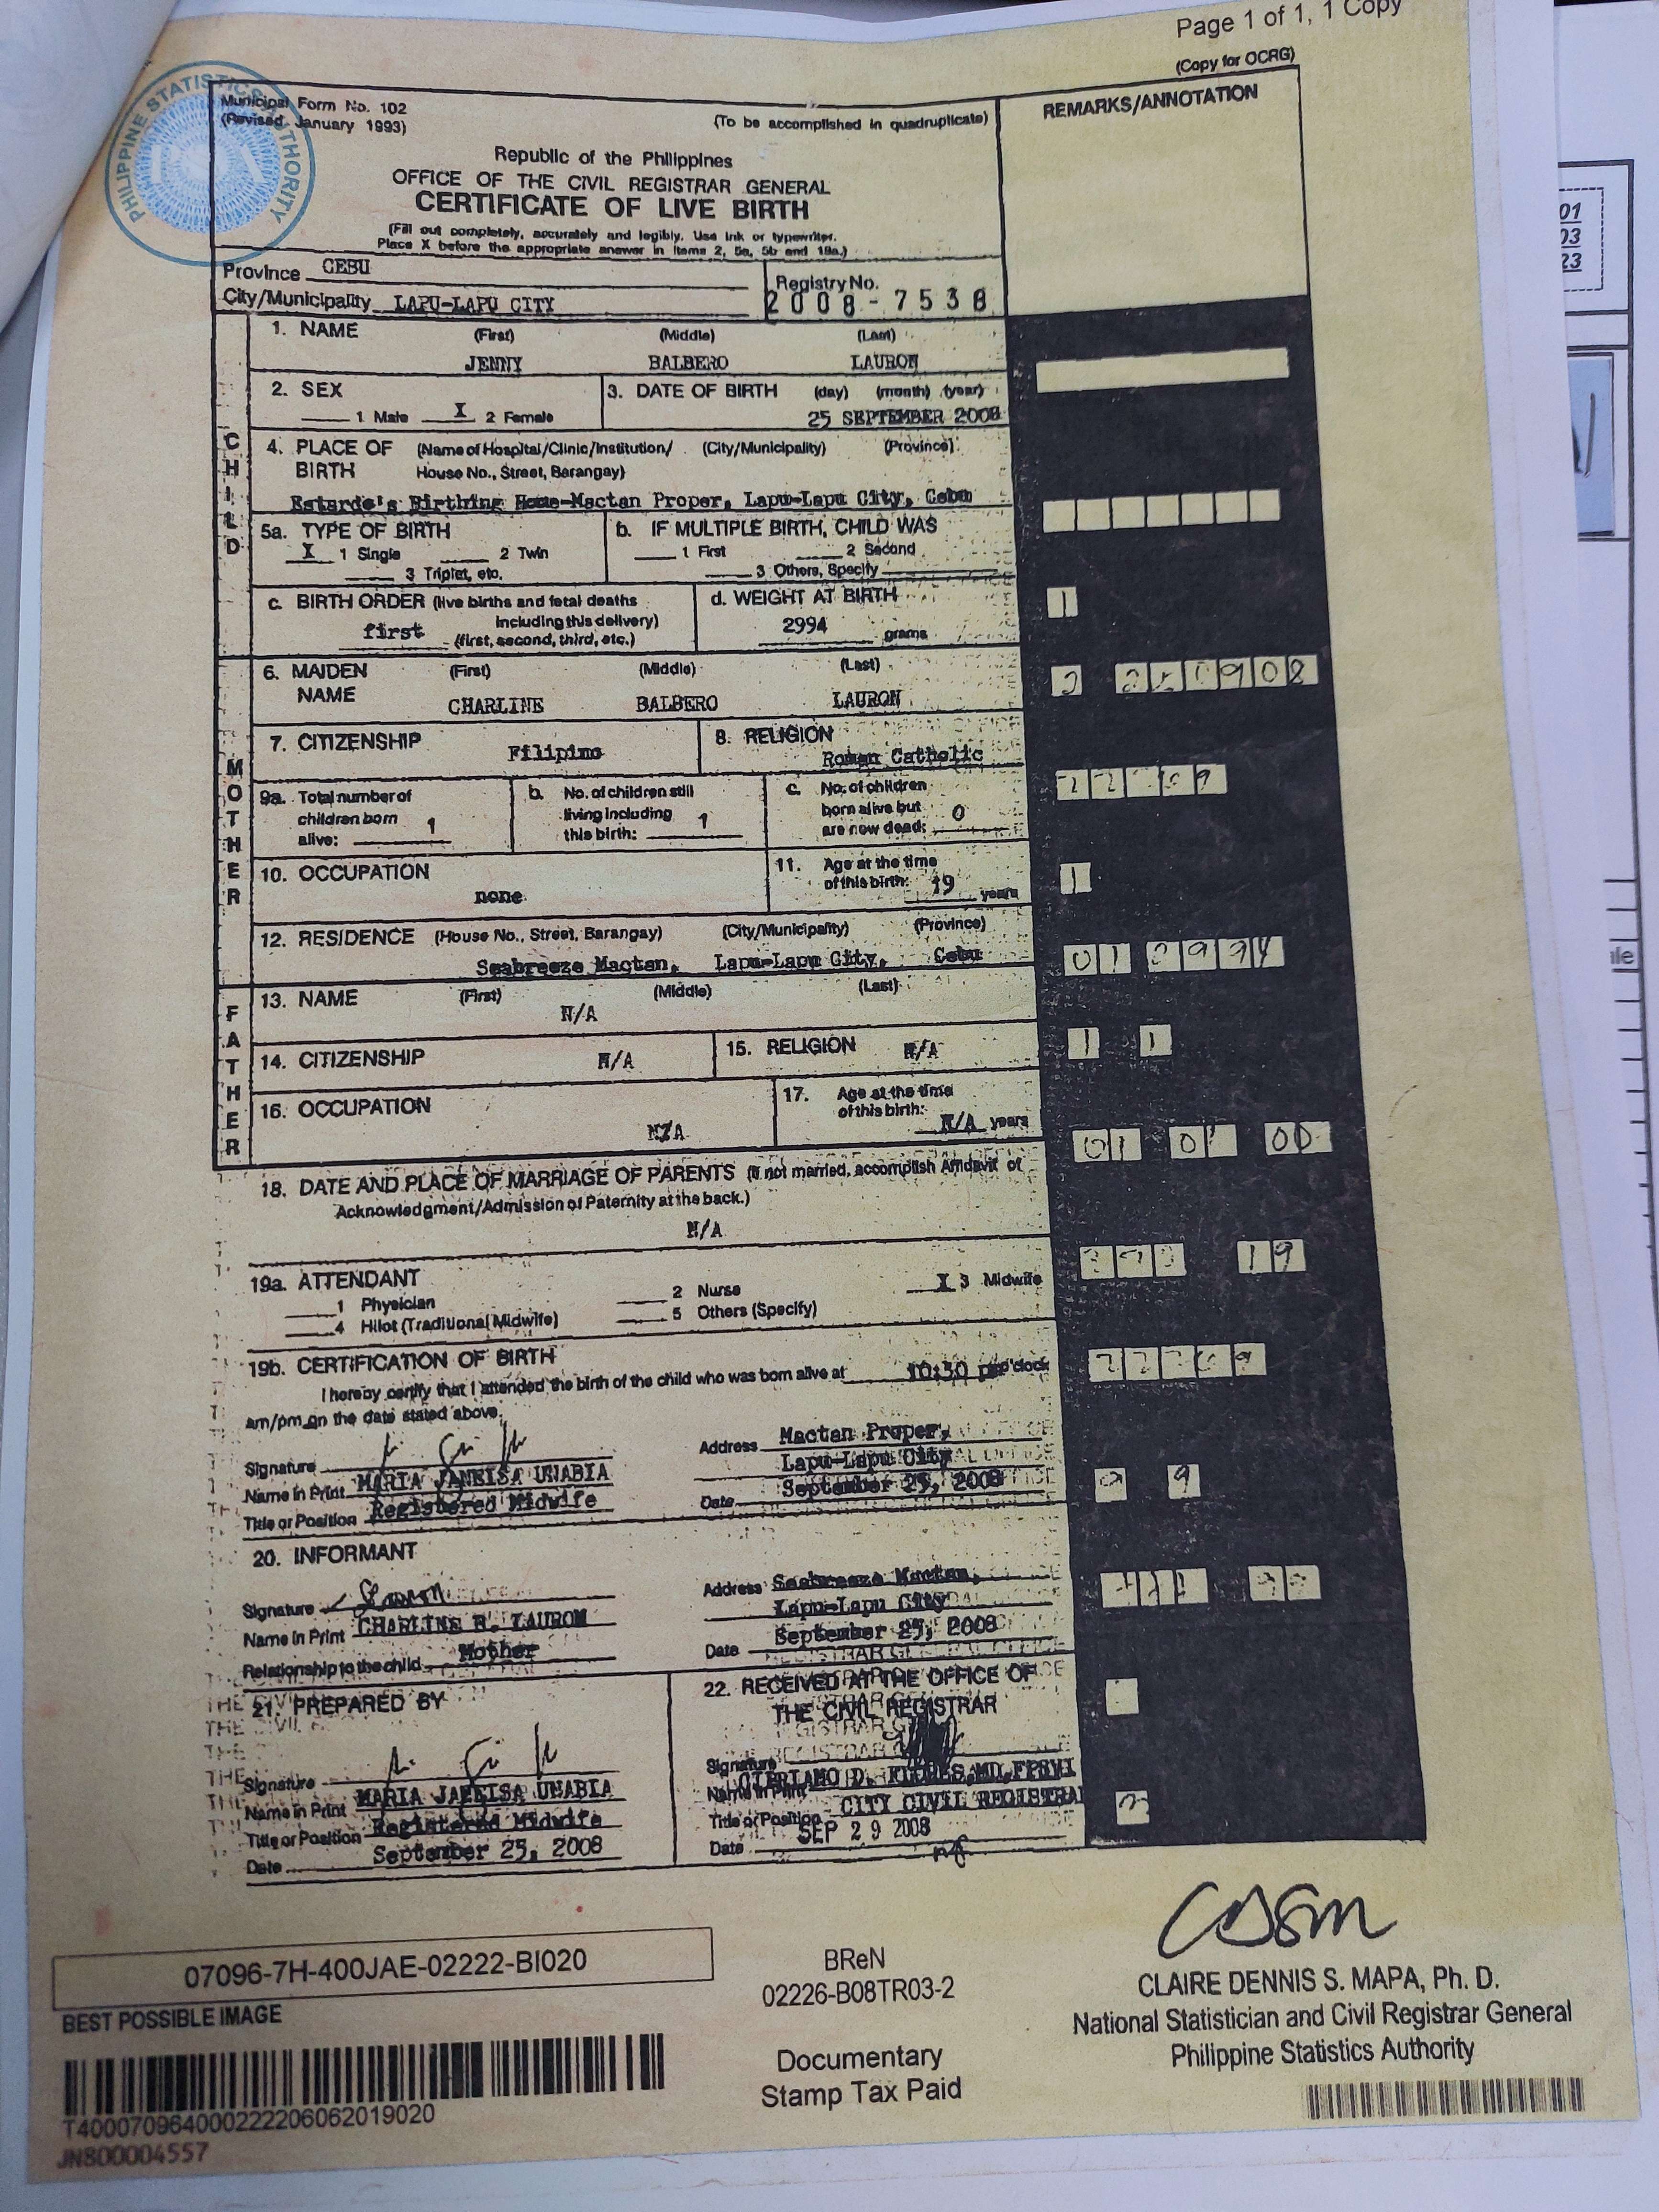 Page 1 of 1, 1 Copy
(Copy for OCRG)
PHILIPPINE STATISTICS AUTHORITY
Municipal Form No. 102
(Revised January 1993)
(To be accomplished in quadruplicate)
REMARKS/ANNOTATION
Republic of the Philippines
OFFICE OF THE CIVIL REGISTRAR GENERAL
CERTIFICATE OF LIVE BIRTH
(Fill out completely, accurately and legibly. Use ink or typewriter.
Place X before the appropriate answer in items 2, 5a, 5b and 19a.)
Province CEBU
City/Municipality LAPU-LAPU CITY
Registry No.
2008-7538
CHILD
1. NAME (First) (Middle) (Last)
JENNY BALBERO LAURON
2. SEX
1 Male X 2 Female
3. DATE OF BIRTH (day) (month) (year)
25 SEPTEMBER 2008
4. PLACE OF BIRTH (Name of Hospital/Clinic/Institution/ (City/Municipality) (Province)
House No., Street, Barangay)
Birthing Home-Mactan Proper, Lapu-Lapu City, Cebu
5a. TYPE OF BIRTH
X 1 Single 2 Twin
3 Triplet, etc.
b. IF MULTIPLE BIRTH, CHILD WAS
1 First 2 Second
3 Others, Specify
c. BIRTH ORDER (live births and fetal deaths
including this delivery)
first (first, second, third, etc.)
d. WEIGHT AT BIRTH
2994 grams
MOTHER
6. MAIDEN NAME (First) (Middle) (Last)
CHARLINE BALBERO LAURON
7. CITIZENSHIP Filipino
8. RELIGION
Roman Catholic
9a. Total number of
children born
alive: 1
b. No. of children still
living including
this birth: 1
c. No. of children
born alive but
are now dead: 0
10. OCCUPATION
none
11. Age at the time
of this birth: 19 years
12. RESIDENCE (House No., Street, Barangay) (City/Municipality) (Province)
Seabreeze Mactan, Lapu-Lapu City, Cebu
FATHER
13. NAME (First) (Middle) (Last)
N/A
14. CITIZENSHIP N/A
15. RELIGION N/A
16. OCCUPATION
N/A
17. Age at the time
of this birth:
N/A years
18. DATE AND PLACE OF MARRIAGE OF PARENTS (If not married, accomplish Affidavit of
Acknowledgment/Admission of Paternity at the back.)
N/A
19a. ATTENDANT
1 Physician 2 Nurse X 3 Midwife
4 Hilot (Traditional Midwife) 5 Others (Specify)
19b. CERTIFICATION OF BIRTH
I hereby certify that I attended the birth of the child who was born alive at 10:30 pm o'clock
am/pm on the date stated above.
Signature
Name in Print MARIA JANEISA UNABIA
Title or Position Registered Midwife
Address Mactan Proper,
Lapu-Lapu City
Date September 25, 2008
20. INFORMANT
Signature
Name in Print CHARLINE B. LAURON
Relationship to the child Mother
Address Seabreeze Mactan,
Lapu-Lapu City
Date September 25, 2008
21. PREPARED BY
Signature
Name in Print MARIA JANEISA UNABIA
Title or Position Registered Midwife
Date September 25, 2008
22. RECEIVED AT THE OFFICE OF
THE CIVIL REGISTRAR
Signature
Name in Print CIPRIANO D. FLORES, MD, FPSVI
Title or Position CITY CIVIL REGISTRAR
Date SEP 29 2008
07096-7H-400JAE-02222-BI020
BEST POSSIBLE IMAGE
T400070964000222206062019020
JN800004557
BReN
02226-B08TR03-2
Documentary
Stamp Tax Paid
CLAIRE DENNIS S. MAPA, Ph. D.
National Statistician and Civil Registrar General
Philippine Statistics Authority